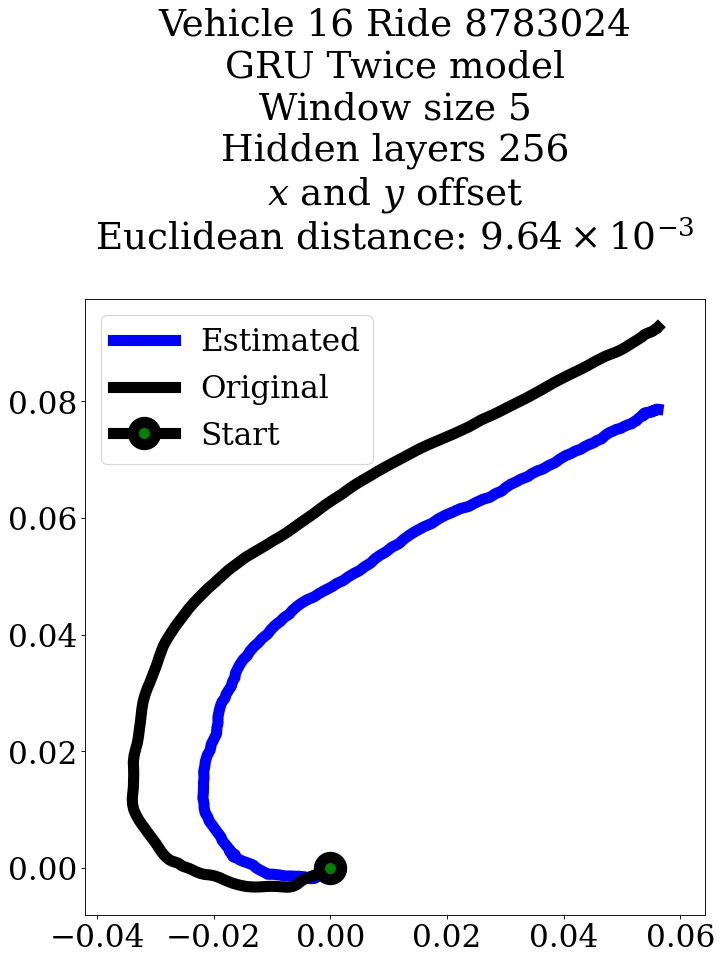 Vehicle 16 Ride 8783024
GRU Twice model
Window size 5
Hidden layers 256
x and y offset
Euclidean distance: 9.64 × 10⁻³
Estimated
Original
Start
0.08
0.06
0.04
0.02
0.00
−0.04 −0.02 0.00 0.02 0.04 0.06